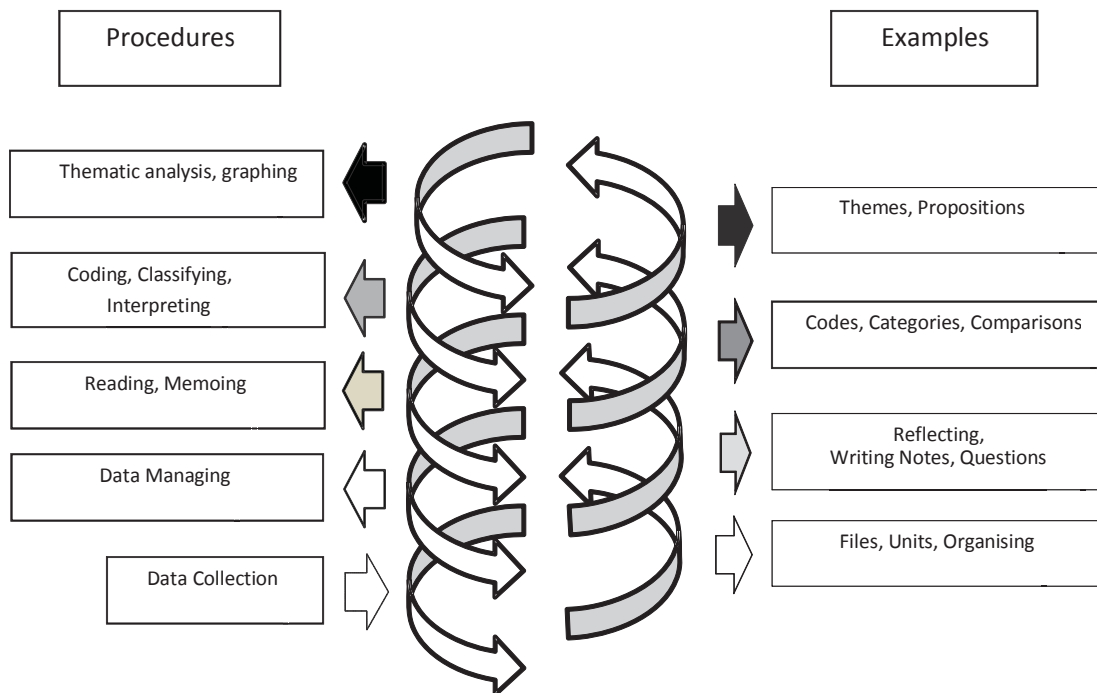 Procedures
Examples
Thematic analysis, graphing
Themes, Propositions
Coding, Classifying,
Interpreting
Codes, Categories, Comparisons
Reading, Memoing
Reflecting,
Writing Notes, Questions
Data Managing
Files, Units, Organising
Data Collection